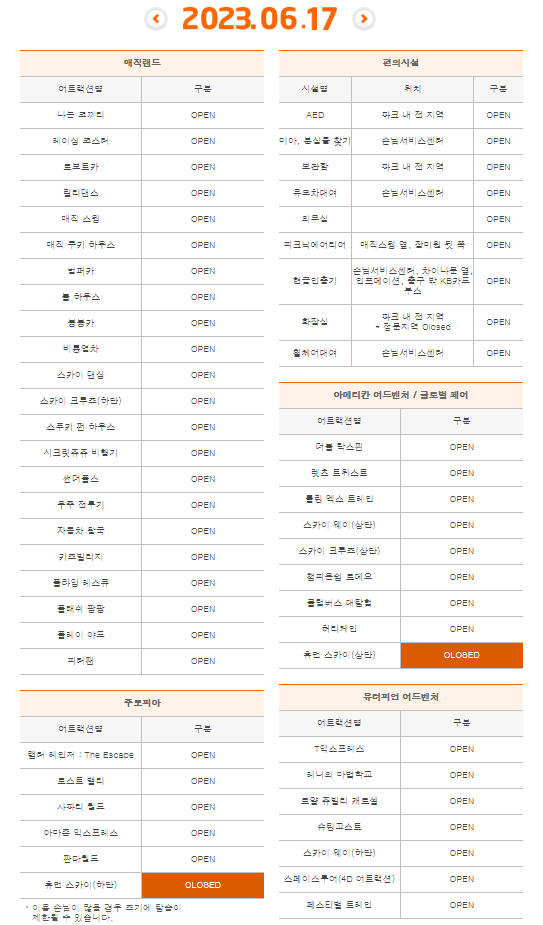 2023.06.17
매직랜드
어트랙션명 구분
나는 코끼리 OPEN
레이싱 코스터 OPEN
로보트카 OPEN
릴리댄스 OPEN
매직 스윙 OPEN
매직 쿠키 하우스 OPEN
범퍼카 OPEN
볼 하우스 OPEN
붕붕카 OPEN
비룡열차 OPEN
스카이 댄싱 OPEN
스카이 크루즈(하단) OPEN
스푸키 펀 하우스 OPEN
시크릿쥬쥬 비행기 OPEN
썬더폴스 OPEN
우주 전투기 OPEN
자동차 왕국 OPEN
키즈빌리지 OPEN
플라잉 레스큐 OPEN
플래쉬 팡팡 OPEN
플레이 야드 OPEN
피터팬 OPEN
주토피아
어트랙션명 구분
헌터 레인저 : The Escape OPEN
로스트 밸리 OPEN
사파리 월드 OPEN
아마존 익스프레스 OPEN
판다월드 OPEN
휴먼 스카이(하단) CLOSED
* 이용 손님이 많을 경우 조기에 탑승이
제한될 수 있습니다.
편의시설
시설명 위치 구분
AED 파크 내 전 지역 OPEN
미아, 분실물 찾기 손님서비스센터 OPEN
보관함 파크 내 전 지역 OPEN
유모차대여 손님서비스센터 OPEN
의무실 OPEN
피크닉에어리어 매직스윙 옆, 장미원 뒷 쪽 OPEN
현금인출기 손님서비스센터, 차이나문 옆,
인포메이션, 출구 밖 KB카드
부스 OPEN
화장실 파크 내 전 지역
* 정문지역 Closed OPEN
휠체어대여 손님서비스센터 OPEN
아메리칸 어드벤처 / 글로벌 페어
어트랙션명 구분
더블 락스핀 OPEN
렛츠 트위스트 OPEN
롤링 엑스 트레인 OPEN
스카이 웨이(상단) OPEN
스카이 크루즈(상단) OPEN
챔피온쉽 로데오 OPEN
콜럼버스 대탐험 OPEN
허리케인 OPEN
휴먼 스카이(상단) CLOSED
유러피언 어드벤처
어트랙션명 구분
T익스프레스 OPEN
레니의 마법학교 OPEN
로얄 쥬빌리 캐로셀 OPEN
슈팅고스트 OPEN
스카이 웨이(하단) OPEN
스페이스투어(4D 어트랙션) OPEN
페스티벌 트레인 OPEN